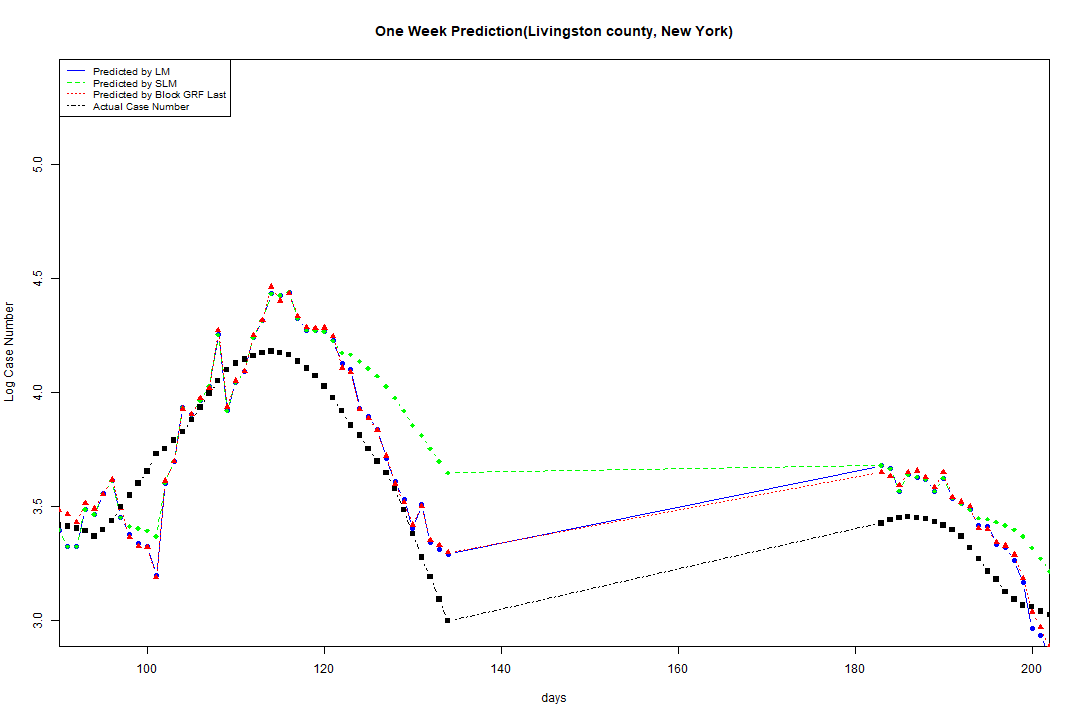 One Week Prediction(Livingston county, New York)
Predicted by LM
Predicted by SLM
Predicted by Block GRF Last
Actual Case Number
5.0
4.5
4.0
3.5
3.0
Log Case Number
100 120 140 160 180 200
days